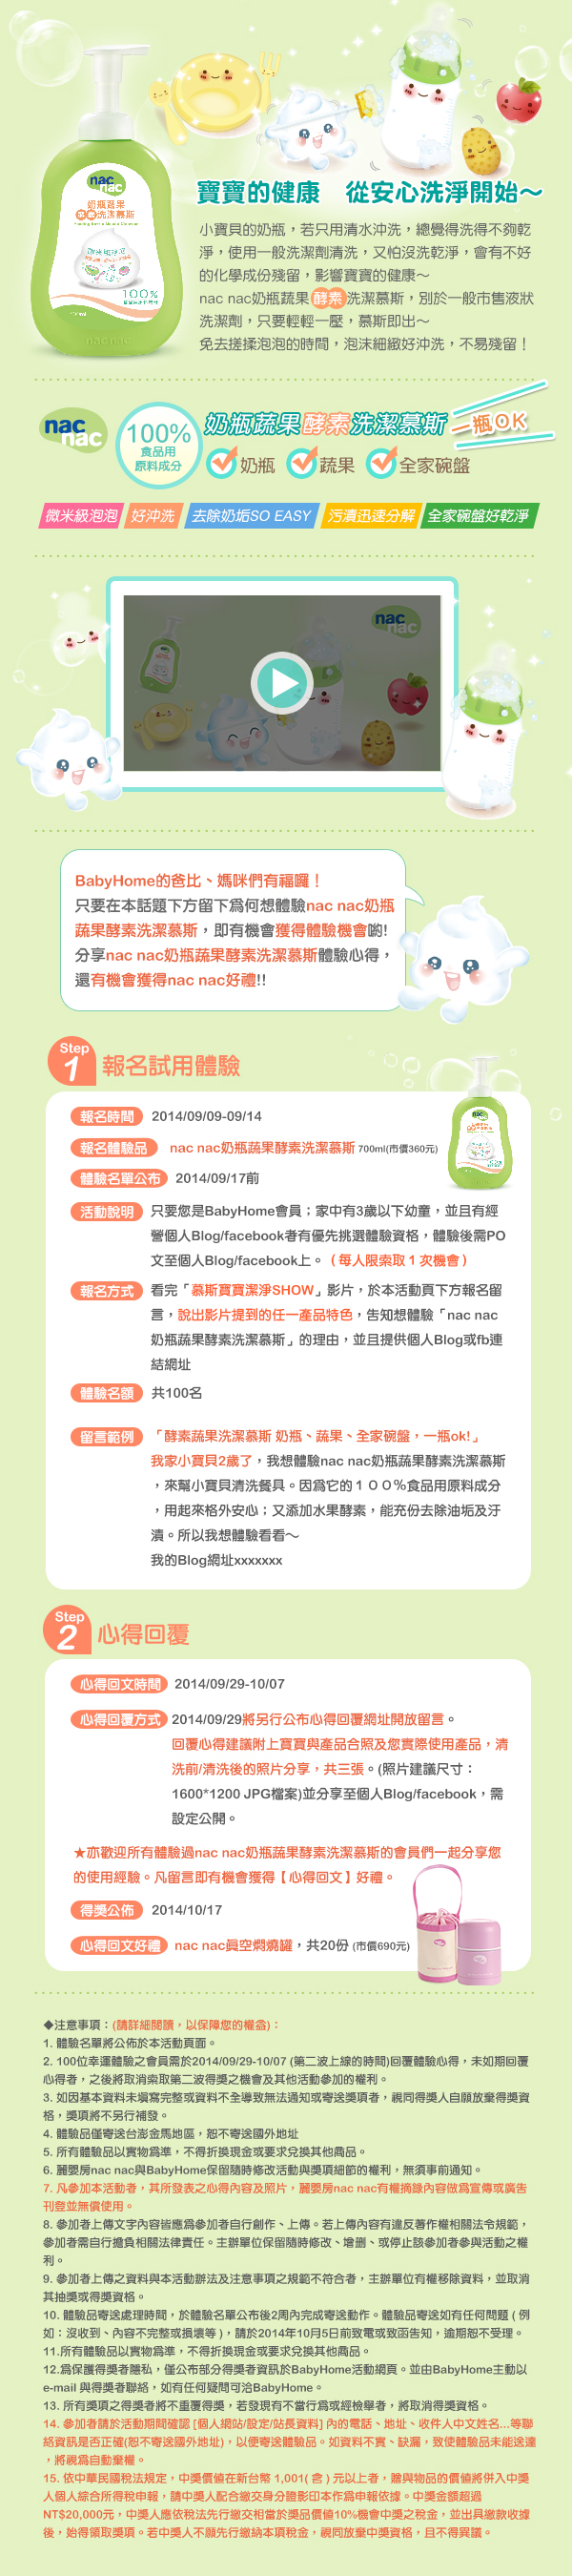 nac
nac
奶瓶蔬果
酵素洗潔慕斯
100%
nac nac
寶寶的健康　從安心洗淨開始～
小寶貝的奶瓶，若只用清水沖洗，總覺得洗得不夠乾
淨，使用一般洗潔劑清洗，又怕沒洗乾淨，會有不好
的化學成份殘留，影響寶寶的健康～
nac nac奶瓶蔬果酵素洗潔慕斯，別於一般市售液狀
洗潔劑，只要輕輕一壓，慕斯即出～
免去搓揉泡泡的時間，泡沫細緻好沖洗，不易殘留！
nac
nac
100%
食品用
原料成分
奶瓶蔬果酵素洗潔慕斯 一瓶OK
奶瓶 蔬果 全家碗盤
微米級泡泡 好沖洗 去除奶垢SO EASY 污漬迅速分解 全家碗盤好乾淨
nac
nac
BabyHome的爸比、媽咪們有福囉！
只要在本話題下方留下為何想體驗nac nac奶瓶
蔬果酵素洗潔慕斯，即有機會獲得體驗機會喲!
分享nac nac奶瓶蔬果酵素洗潔慕斯體驗心得，
還有機會獲得nac nac好禮!!
Step
1 報名試用體驗
報名時間 2014/09/09-09/14
報名體驗品 nac nac奶瓶蔬果酵素洗潔慕斯 700ml(市價360元)
體驗名單公布 2014/09/17前
活動說明 只要您是BabyHome會員；家中有3歲以下幼童，並且有經
營個人Blog/facebook者有優先挑選體驗資格，體驗後需PO
文至個人Blog/facebook上。（每人限索取１次機會）
報名方式 看完「慕斯寶寶潔淨SHOW」影片，於本活動頁下方報名留
言，說出影片提到的任一產品特色，告知想體驗「nac nac
奶瓶蔬果酵素洗潔慕斯」的理由，並且提供個人Blog或fb連
結網址
體驗名額 共100名
留言範例 「酵素蔬果洗潔慕斯 奶瓶、蔬果、全家碗盤，一瓶ok!」
我家小寶貝2歲了，我想體驗nac nac奶瓶蔬果酵素洗潔慕斯
，來幫小寶貝清洗餐具。因為它的１００%食品用原料成分
，用起來格外安心；又添加水果酵素，能充份去除油垢及汙
漬。所以我想體驗看看～
我的Blog網址xxxxxxx
Step
2 心得回覆
心得回文時間 2014/09/29-10/07
心得回覆方式 2014/09/29將另行公布心得回覆網址開放留言。
回覆心得建議附上寶寶與產品合照及您實際使用產品，清
洗前/清洗後的照片分享，共三張。(照片建議尺寸：
1600*1200 JPG檔案)並分享至個人Blog/facebook，需
設定公開。
★亦歡迎所有體驗過nac nac奶瓶蔬果酵素洗潔慕斯的會員們一起分享您
的使用經驗。凡留言即有機會獲得【心得回文】好禮。
得獎公佈 2014/10/17
心得回文好禮 nac nac真空燜燒罐，共20份 (市價690元)
◆注意事項：(請詳細閱讀，以保障您的權益)：
1. 體驗名單將公佈於本活動頁面。
2. 100位幸運體驗之會員需於2014/09/29-10/07 (第二波上線的時間)回覆體驗心得，未如期回覆
心得者，之後將取消索取第二波得獎之機會及其他活動參加的權利。
3. 如因基本資料未填寫完整或資料不全導致無法通知或寄送獎項者，視同得獎人自願放棄得獎資
格，獎項將不另行補發。
4. 體驗品僅寄送台澎金馬地區，恕不寄送國外地址
5. 所有體驗品以實物為準，不得折換現金或要求兌換其他商品。
6. 麗嬰房nac nac與BabyHome保留隨時修改活動與獎項細節的權利，無須事前通知。
7. 凡參加本活動者，其所發表之心得內容及照片，麗嬰房nac nac有權摘錄內容做為宣傳或廣告
刊登並無償使用。
8. 參加者上傳文字內容皆應為參加者自行創作、上傳。若上傳內容有違反著作權相關法令規範，
參加者需自行擔負相關法律責任。主辦單位保留隨時修改、增刪、或停止該參加者參與活動之權
利。
9. 參加者上傳之資料與本活動辦法及注意事項之規範不符合者，主辦單位有權移除資料，並取消
其抽獎或得獎資格。
10. 體驗品寄送處理時間，於體驗名單公布後2周內完成寄送動作。體驗品寄送如有任何問題 ( 例
如：沒收到、內容不完整或損壞等 )，請於2014年10月5日前致電或致函告知，逾期恕不受理。
11.所有體驗品以實物為準，不得折換現金或要求兌換其他商品。
12.為保護得獎者隱私，僅公布部分得獎者資訊於BabyHome活動網頁。並由BabyHome主動以
e-mail 與得獎者聯絡，如有任何疑問可洽BabyHome。
13. 所有獎項之得獎者將不重覆得獎，若發現有不當行為或經檢舉者，將取消得獎資格。
14. 參加者請於活動期間確認 [個人網站/設定/站長資料] 內的電話、地址、收件人中文姓名...等聯
絡資訊是否正確(恕不寄送國外地址)，以便寄送體驗品。如資料不實、缺漏，致使體驗品未能送達
，將視為自動棄權。
15. 依中華民國稅法規定，中獎價值在新台幣 1,001( 含 ) 元以上者，贈與物品的價值將併入中獎
人個人綜合所得稅申報，請中獎人配合繳交身分證影印本作為申報依據。中獎金額超過
NT$20,000元，中獎人應依稅法先行繳交相當於獎品價值10%機會中獎之稅金，並出具繳款收據
後，始得領取獎項。若中獎人不願先行繳納本項稅金，視同放棄中獎資格，且不得異議。